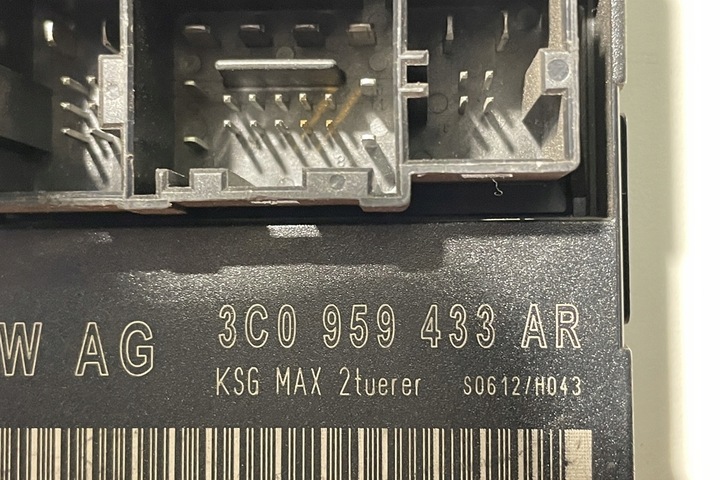 W AG 3C0 959 433 AR
KSG MAX 2tuerer S0612/H043